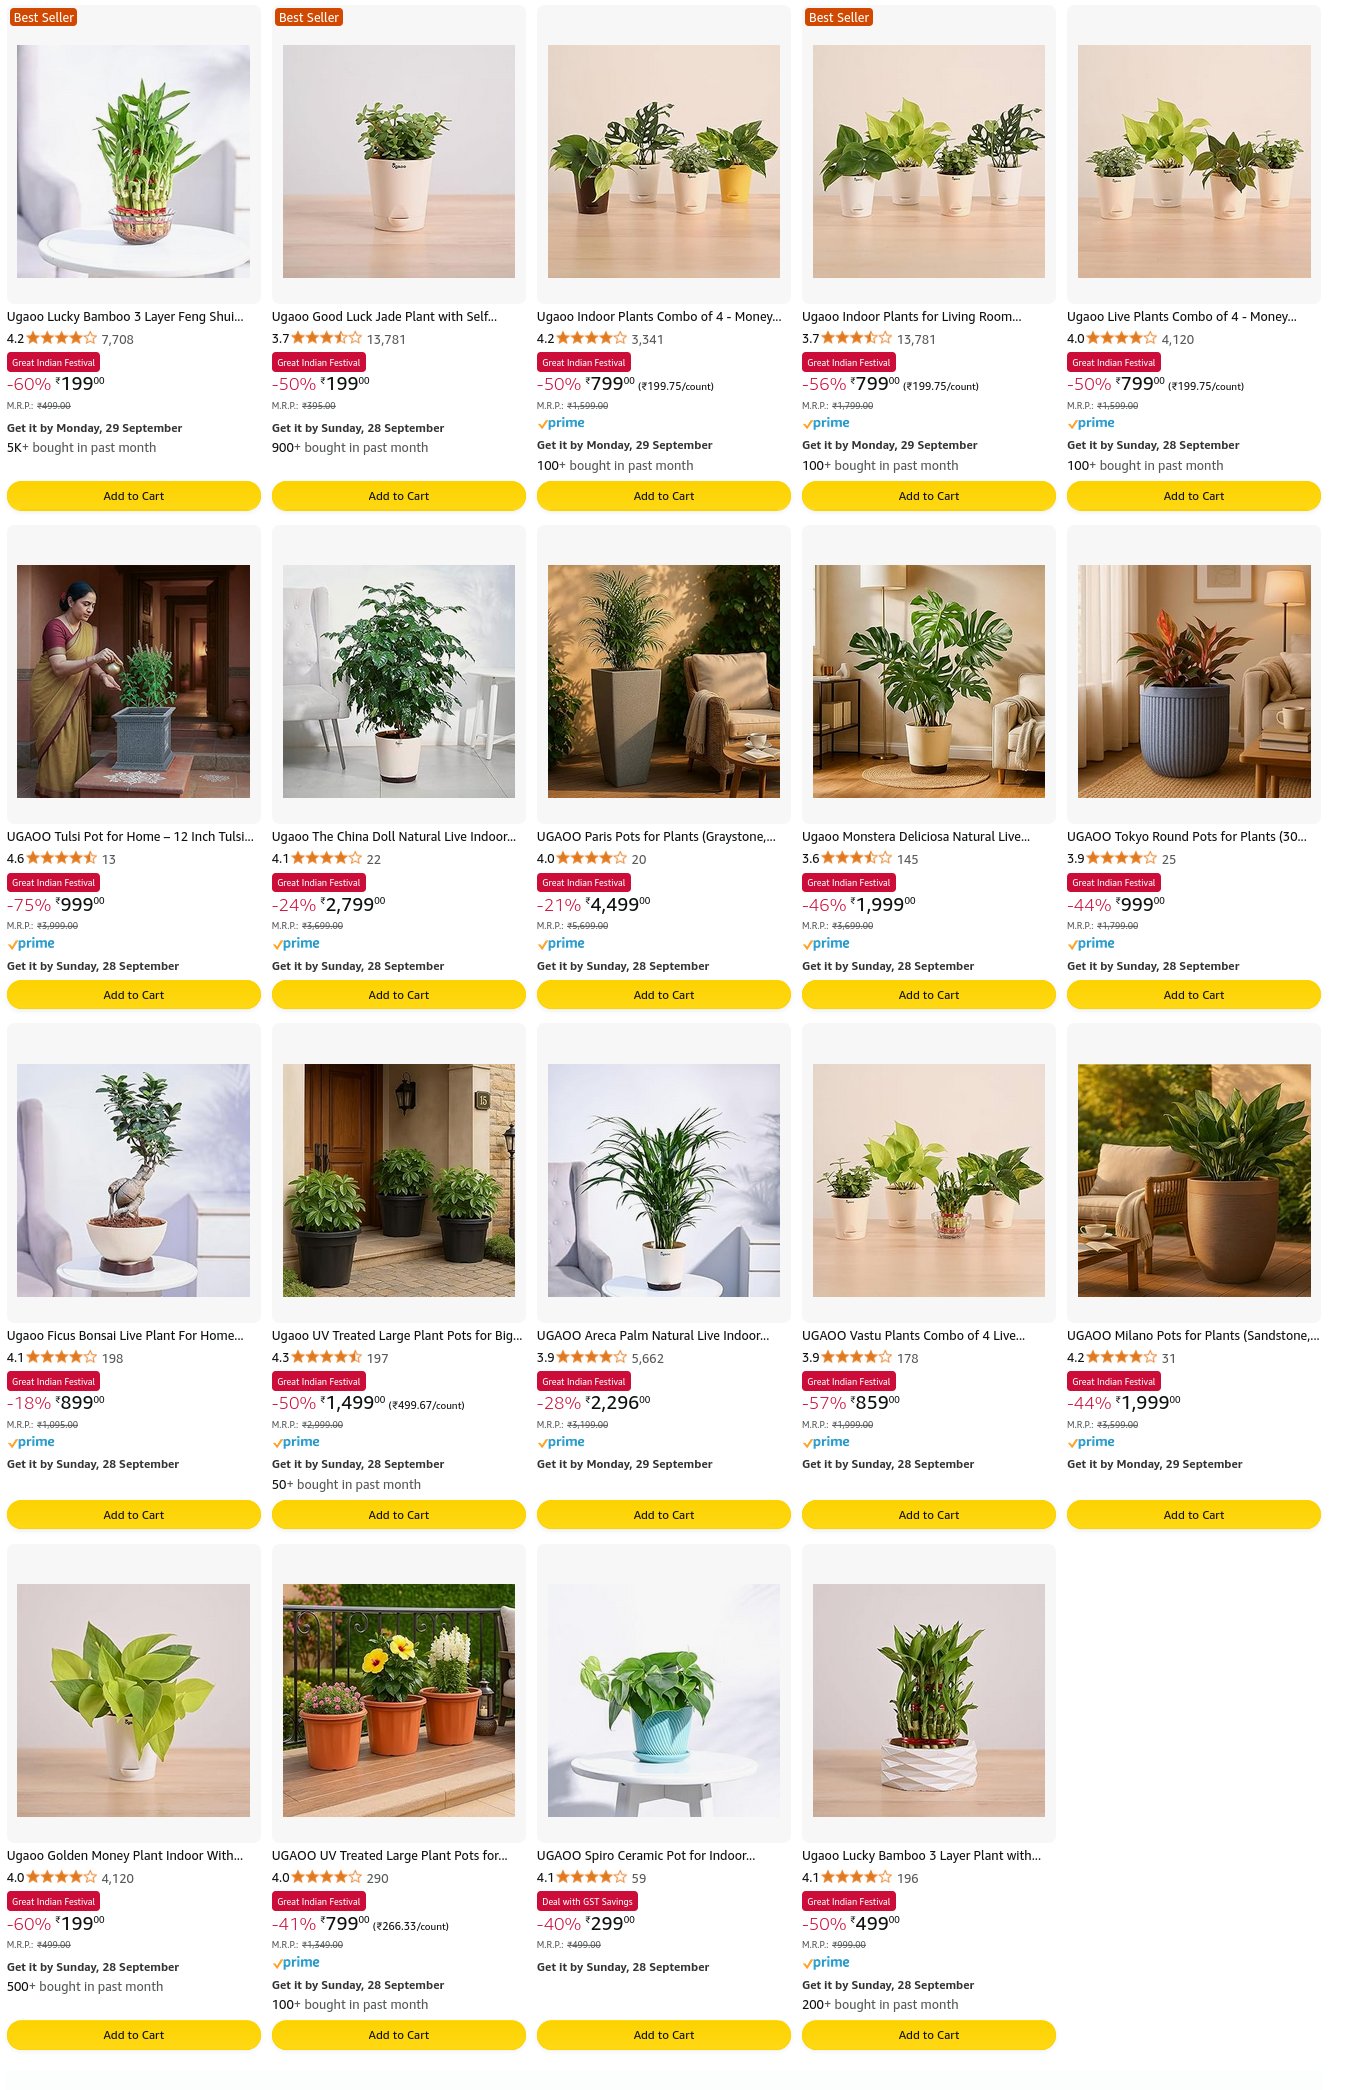 Best Seller
Ugaoo
Ugaoo Lucky Bamboo 3 Layer Feng Shui...
4.2 7,708
Great Indian Festival
-60% ₹19900
M.R.P.: ₹499.00
Get it by Monday, 29 September
5K+ bought in past month
Add to Cart
Best Seller
Ugaoo Good Luck Jade Plant with Self...
3.7 13,781
Great Indian Festival
-50% ₹19900
M.R.P.: ₹395.00
Get it by Sunday, 28 September
900+ bought in past month
Add to Cart
Ugaoo Indoor Plants Combo of 4 - Money...
4.2 3,341
Great Indian Festival
-50% ₹79900 (₹199.75/count)
M.R.P.: ₹1,599.00
prime
Get it by Monday, 29 September
100+ bought in past month
Add to Cart
Best Seller
Ugaoo Indoor Plants for Living Room...
3.7 13,781
Great Indian Festival
-56% ₹79900 (₹199.75/count)
M.R.P.: ₹1,799.00
prime
Get it by Monday, 29 September
100+ bought in past month
Add to Cart
Ugaoo Live Plants Combo of 4 - Money...
4.0 4,120
Great Indian Festival
-50% ₹79900 (₹199.75/count)
M.R.P.: ₹1,599.00
prime
Get it by Sunday, 28 September
100+ bought in past month
Add to Cart
UGAOO Tulsi Pot for Home – 12 Inch Tulsi...
4.6 13
Great Indian Festival
-75% ₹99900
M.R.P.: ₹3,999.00
prime
Get it by Sunday, 28 September
Add to Cart
Ugaoo The China Doll Natural Live Indoor...
4.1 22
Great Indian Festival
-24% ₹2,79900
M.R.P.: ₹3,699.00
prime
Get it by Sunday, 28 September
Add to Cart
UGAOO Paris Pots for Plants (Graystone,...
4.0 20
Great Indian Festival
-21% ₹4,49900
M.R.P.: ₹5,699.00
prime
Get it by Sunday, 28 September
Add to Cart
Ugaoo Monstera Deliciosa Natural Live...
3.6 145
Great Indian Festival
-46% ₹1,99900
M.R.P.: ₹3,699.00
prime
Get it by Sunday, 28 September
Add to Cart
UGAOO Tokyo Round Pots for Plants (30...
3.9 25
Great Indian Festival
-44% ₹99900
M.R.P.: ₹1,799.00
prime
Get it by Sunday, 28 September
Add to Cart
Ugaoo Ficus Bonsai Live Plant For Home...
4.1 198
Great Indian Festival
-18% ₹89900
M.R.P.: ₹1,095.00
prime
Get it by Sunday, 28 September
Add to Cart
15
Ugaoo UV Treated Large Plant Pots for Big...
4.3 197
Great Indian Festival
-50% ₹1,49900 (₹499.67/count)
M.R.P.: ₹2,999.00
prime
Get it by Sunday, 28 September
50+ bought in past month
Add to Cart
Ugaoo
UGAOO Areca Palm Natural Live Indoor...
3.9 5,662
Great Indian Festival
-28% ₹2,29600
M.R.P.: ₹3,199.00
prime
Get it by Monday, 29 September
Add to Cart
UGAOO Vastu Plants Combo of 4 Live...
3.9 178
Great Indian Festival
-57% ₹85900
M.R.P.: ₹1,999.00
prime
Get it by Sunday, 28 September
Add to Cart
UGAOO Milano Pots for Plants (Sandstone,...
4.2 31
Great Indian Festival
-44% ₹1,99900
M.R.P.: ₹3,599.00
prime
Get it by Monday, 29 September
Add to Cart
Ugaoo Golden Money Plant Indoor With...
4.0 4,120
Great Indian Festival
-60% ₹19900
M.R.P.: ₹499.00
Get it by Sunday, 28 September
500+ bought in past month
Add to Cart
UGAOO UV Treated Large Plant Pots for...
4.0 290
Great Indian Festival
-41% ₹79900 (₹266.33/count)
M.R.P.: ₹1,349.00
prime
Get it by Sunday, 28 September
100+ bought in past month
Add to Cart
UGAOO Spiro Ceramic Pot for Indoor...
4.1 59
Deal with GST Savings
-40% ₹29900
M.R.P.: ₹499.00
Get it by Sunday, 28 September
Add to Cart
Ugaoo Lucky Bamboo 3 Layer Plant with...
4.1 196
Great Indian Festival
-50% ₹49900
M.R.P.: ₹999.00
prime
Get it by Sunday, 28 September
200+ bought in past month
Add to Cart